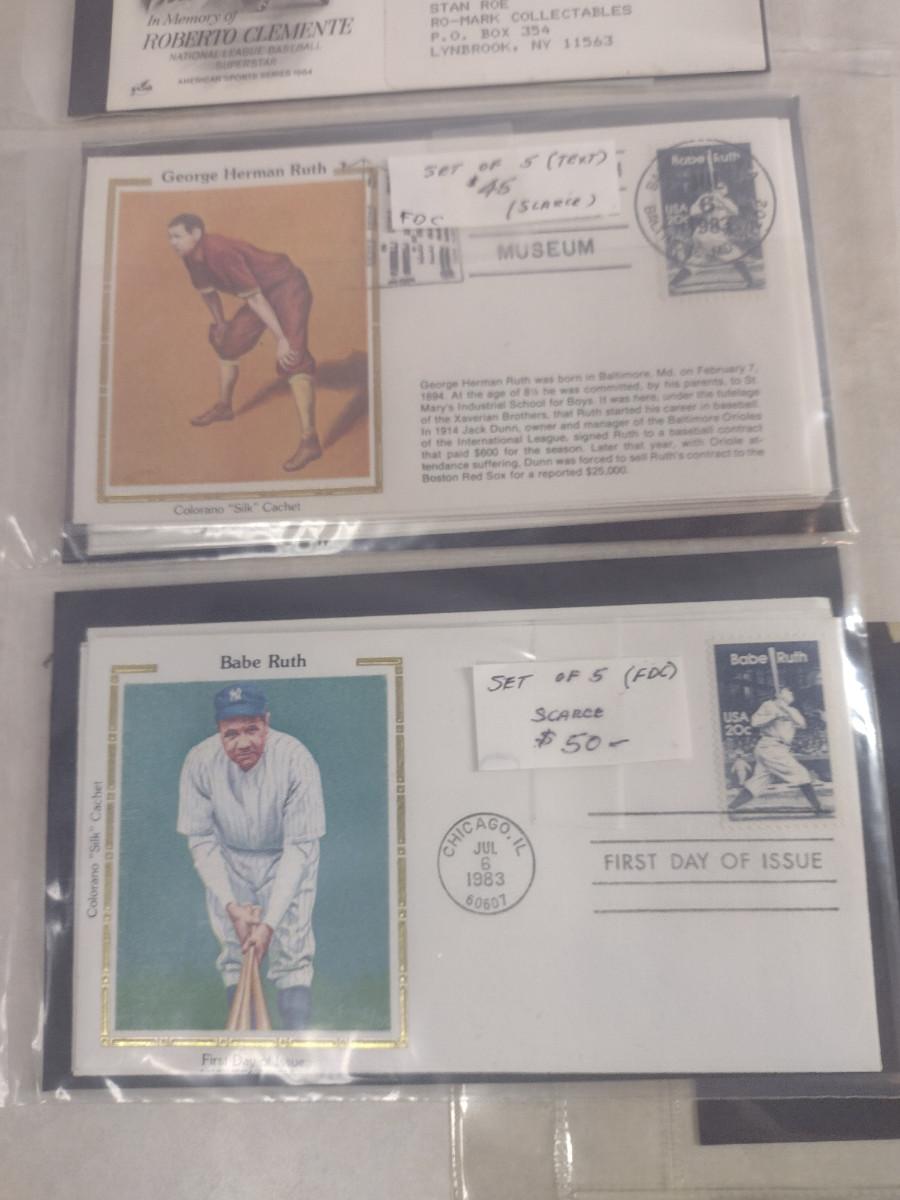 In Memory of
ROBERTO CLEMENTE
NATIONAL LEAGUE BASEBALL
SUPERSTAR
AMERICAN SPORTS SERIES 1984
STAN ROE
RO-MARK COLLECTABLES
P.O. BOX 354
LYNBROOK, NY 11563
George Herman Ruth
SET OF 5 (TEXT)
$45
(SCARCE)
FDC
MUSEUM
Babe Ruth
USA
20c
JUL
6
1983
George Herman Ruth was born in Baltimore, Md. on February 7,
1894. At the age of 8½ he was committed, by his parents, to St.
Mary's Industrial School for Boys. It was here, under the tutelage
of the Xaverian Brothers, that Ruth started his career in baseball.
In 1914 Jack Dunn, owner and manager of the Baltimore Orioles
of the International League, signed Ruth to a baseball contract
that paid $600 for the season. Later that year, with Oriole at-
tendance suffering, Dunn was forced to sell Ruth's contract to the
Boston Red Sox for a reported $25,000.
Colorano "Silk" Cachet
Babe Ruth
SET OF 5 (FDC)
SCARCE
$50-
Babe Ruth
USA
20c
CHICAGO, IL
JUL
6
1983
60607
FIRST DAY OF ISSUE
Colorano "Silk" Cachet
First Day of Issue